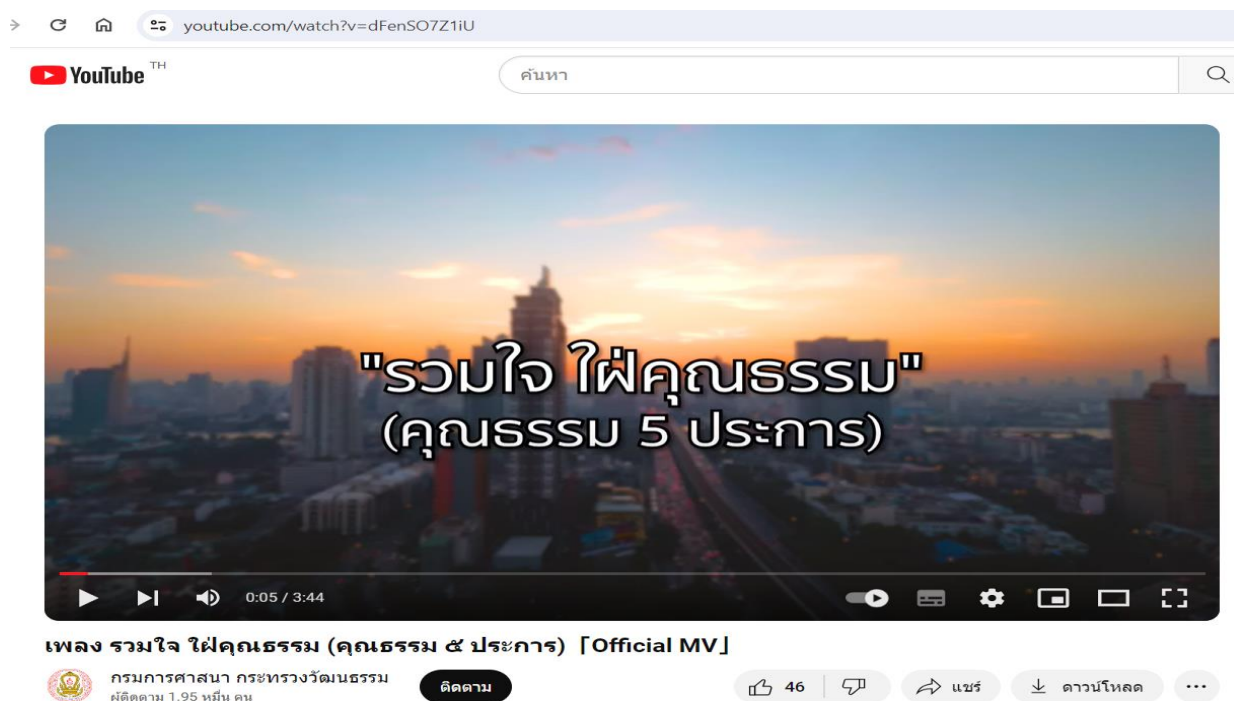 youtube.com/watch?v=dFenSO7Z1iU
YouTube TH
ค้นหา
"รวมใจ ใฝ่คุณธรรม"
(คุณธรรม 5 ประการ)
0:05 / 3:44
เพลง รวมใจ ใฝ่คุณธรรม (คุณธรรม ๕ ประการ)「Official MV」
กรมการศาสนา กระทรวงวัฒนธรรม
ผู้ติดตาม 1.95 หมื่น คน
ติดตาม
46
แชร์
ดาวน์โหลด